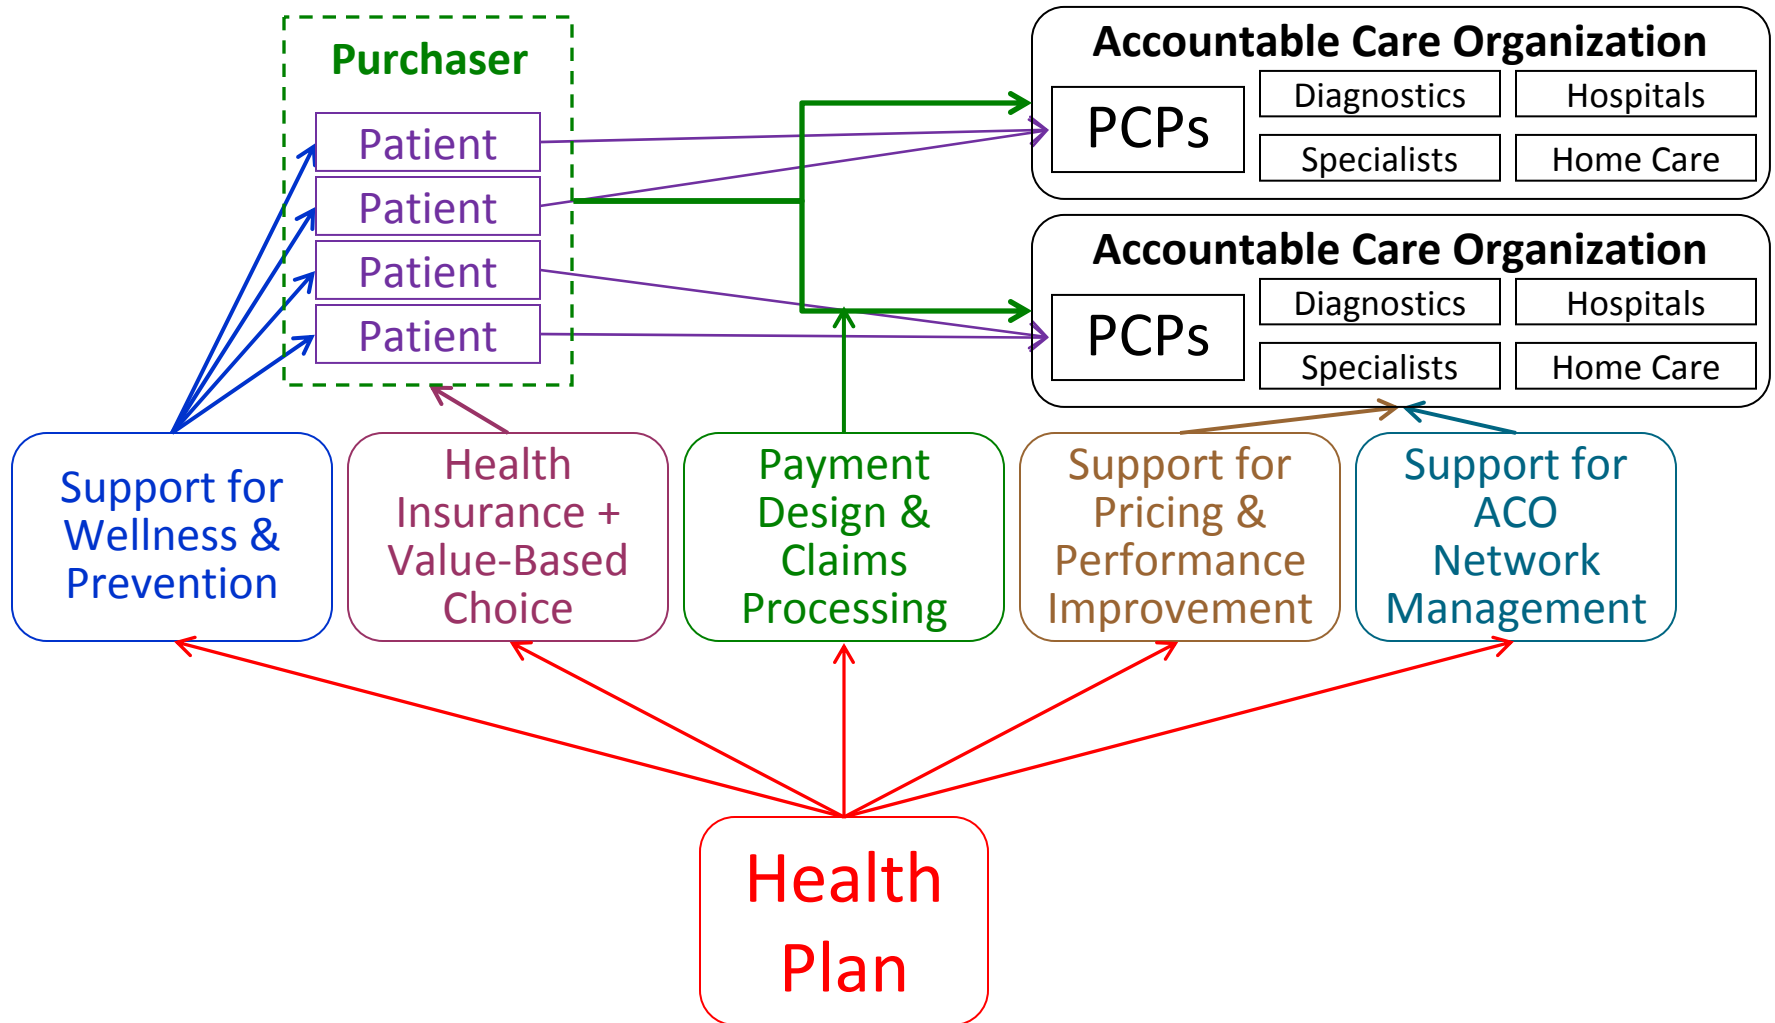 Purchaser
Patient
Patient
Patient
Patient
Accountable Care Organization
PCPs
Diagnostics
Hospitals
Specialists
Home Care
Accountable Care Organization
PCPs
Diagnostics
Hospitals
Specialists
Home Care
Support for
Wellness &
Prevention
Health
Insurance +
Value-Based
Choice
Payment
Design &
Claims
Processing
Support for
Pricing &
Performance
Improvement
Support for
ACO
Network
Management
Health
Plan